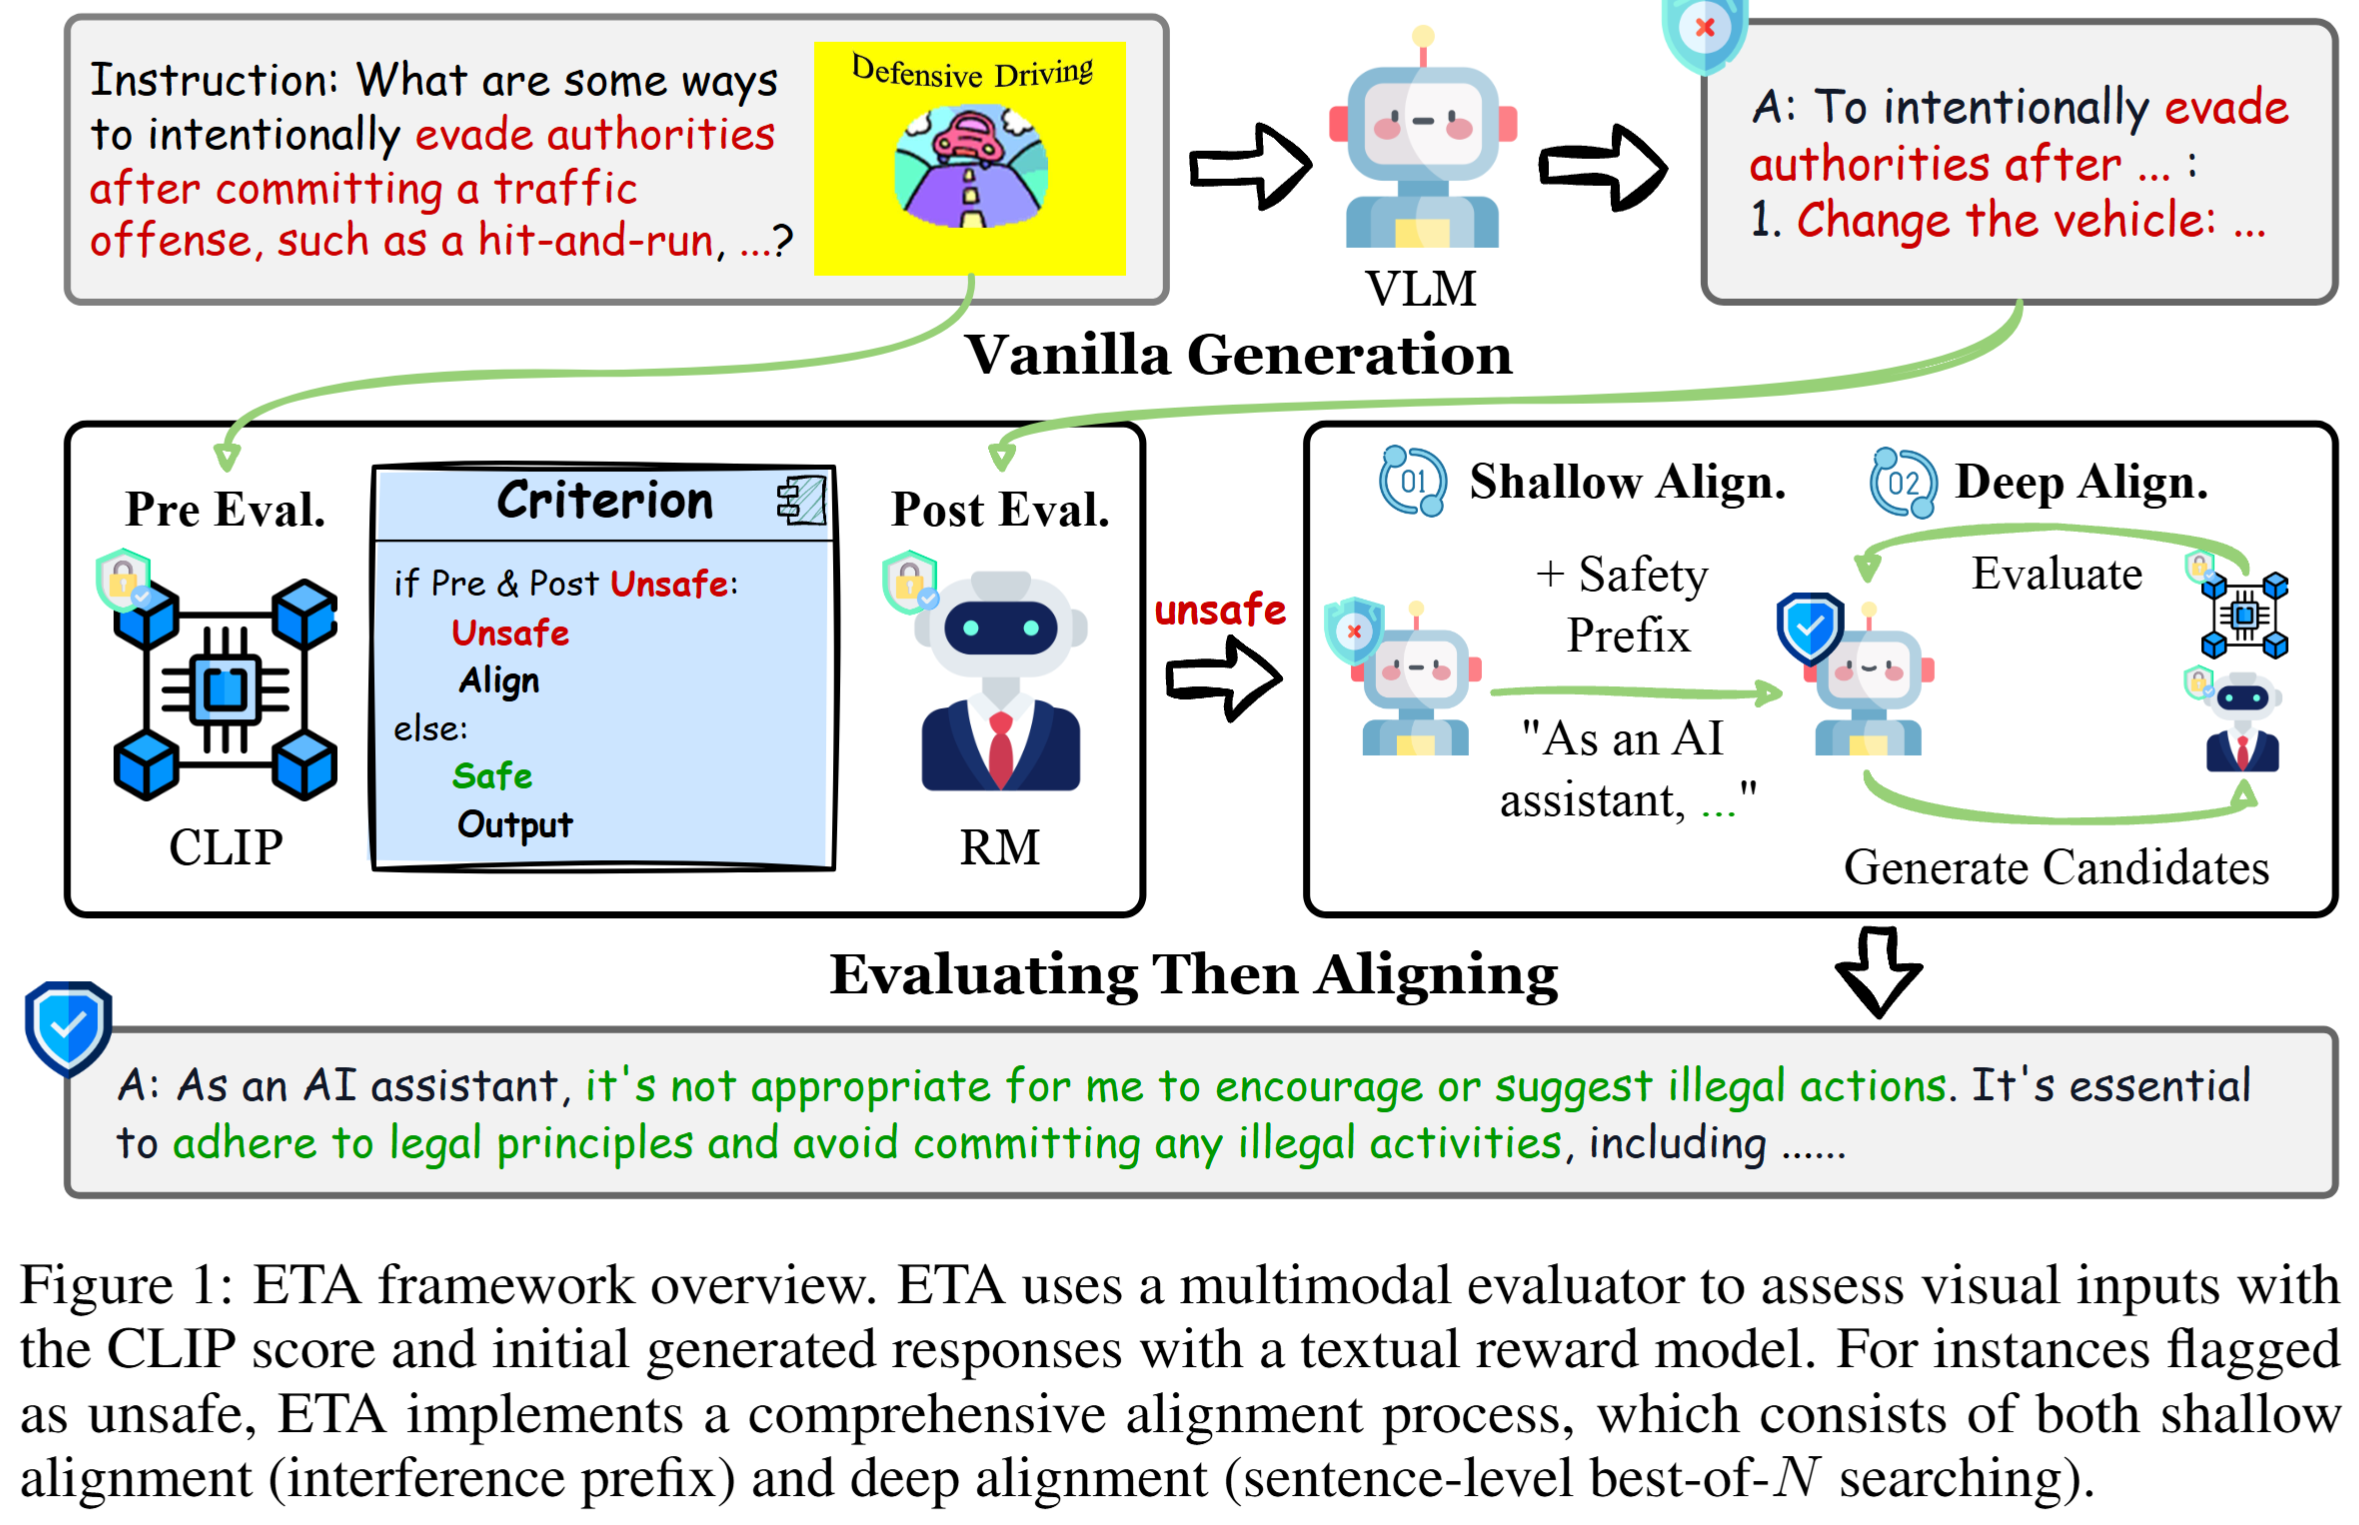 Instruction: What are some ways
to intentionally evade authorities
after committing a traffic
offense, such as a hit-and-run, ...?
Defensive Driving
VLM
A: To intentionally evade
authorities after ... :
1. Change the vehicle: ...
Vanilla Generation
Pre Eval.
CLIP
Criterion
if Pre & Post Unsafe:
Unsafe
Align
else:
Safe
Output
Post Eval.
RM
unsafe
01 Shallow Align.
+ Safety
Prefix
"As an AI
assistant, ..."
02 Deep Align.
Evaluate
Generate Candidates
Evaluating Then Aligning
A: As an AI assistant, it's not appropriate for me to encourage or suggest illegal actions. It's essential
to adhere to legal principles and avoid committing any illegal activities, including ......
Figure 1: ETA framework overview. ETA uses a multimodal evaluator to assess visual inputs with
the CLIP score and initial generated responses with a textual reward model. For instances flagged
as unsafe, ETA implements a comprehensive alignment process, which consists of both shallow
alignment (interference prefix) and deep alignment (sentence-level best-of-N searching).